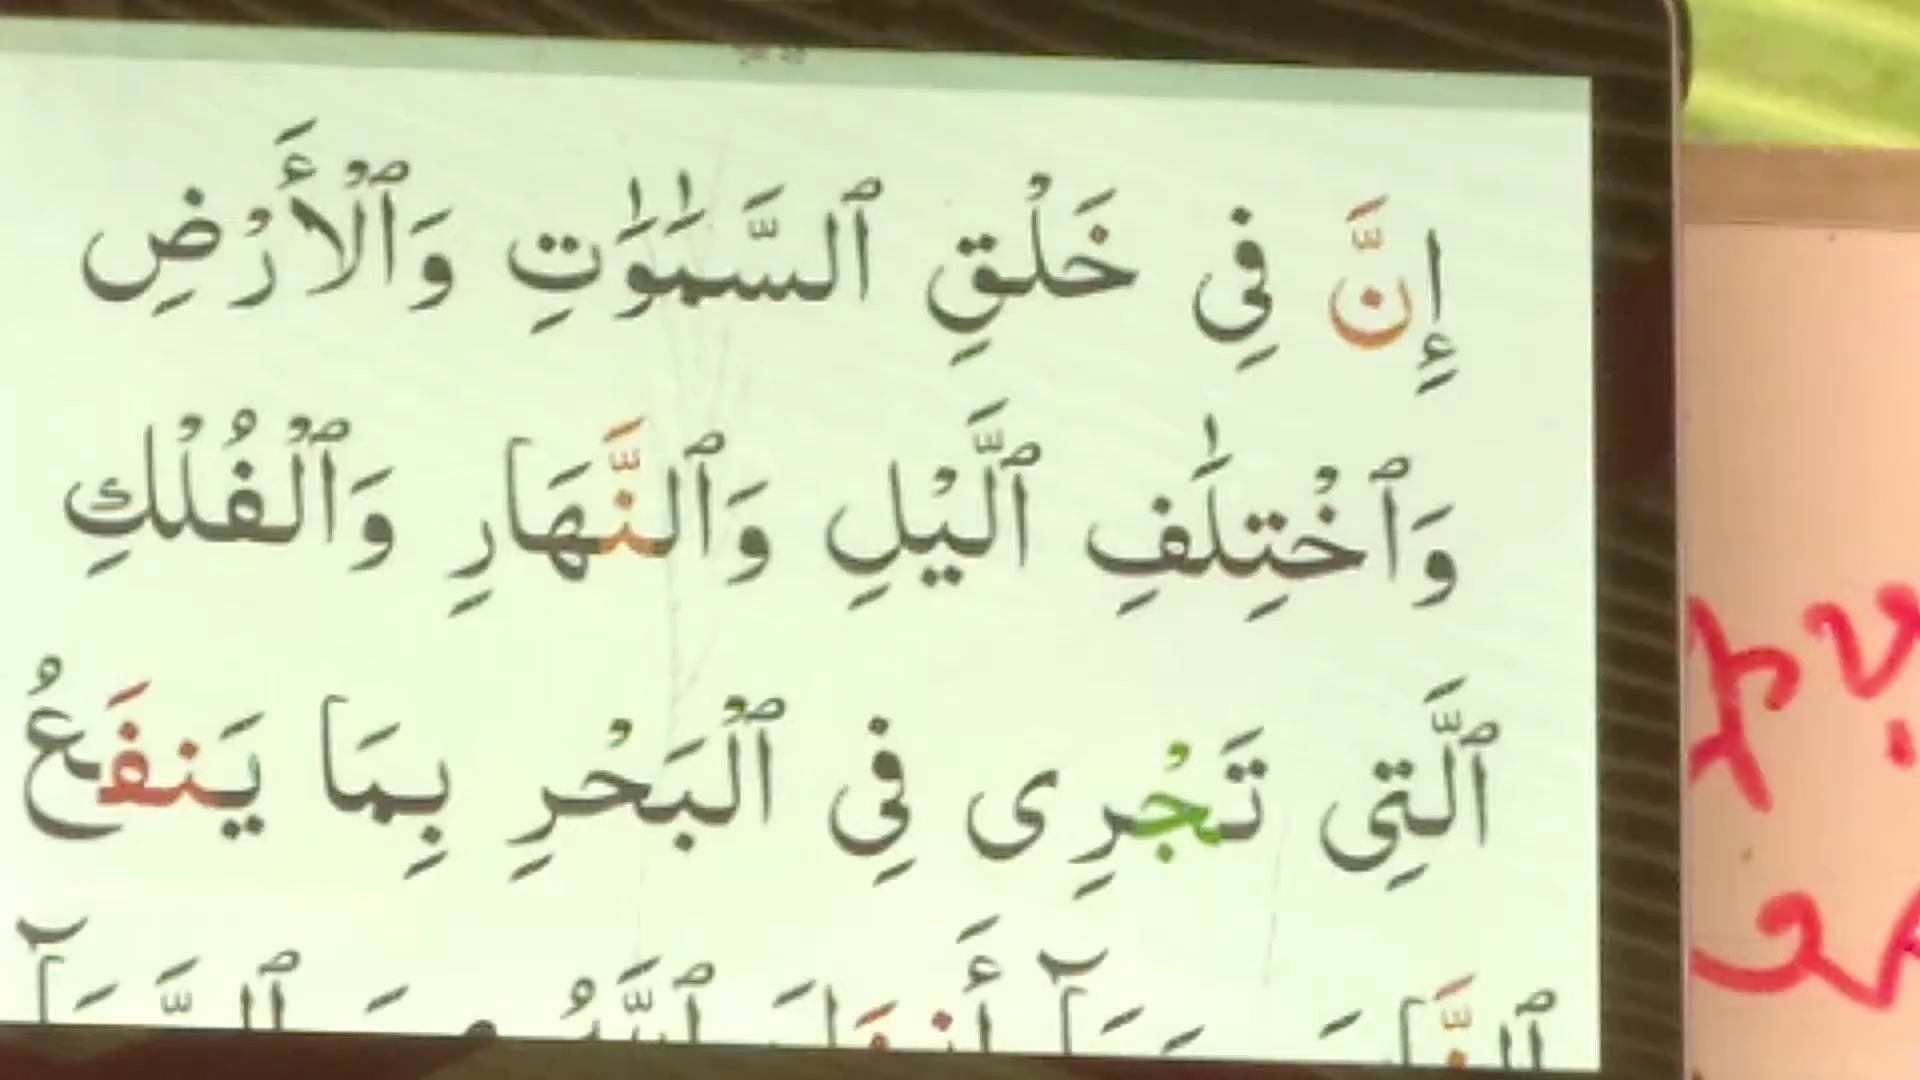 إِنَّ فِى خَلْقِ ٱلسَّمَٰوَٰتِ وَٱلْأَرْضِ
وَٱخْتِلَٰفِ ٱلَّيْلِ وَٱلنَّهَارِ وَٱلْفُلْكِ
ٱلَّتِى تَجْرِى فِى ٱلْبَحْرِ بِمَا يَنفَعُ